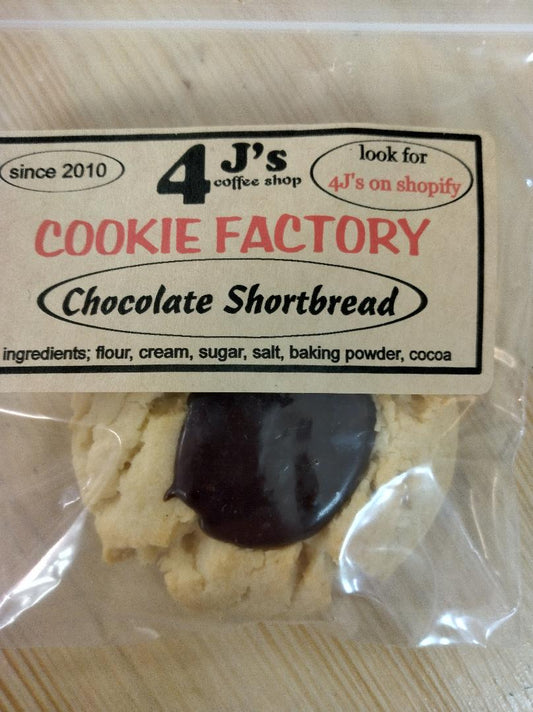 since 2010
4 J's
coffee shop
look for
4J's on shopify
COOKIE FACTORY
Chocolate Shortbread
ingredients; flour, cream, sugar, salt, baking powder, cocoa